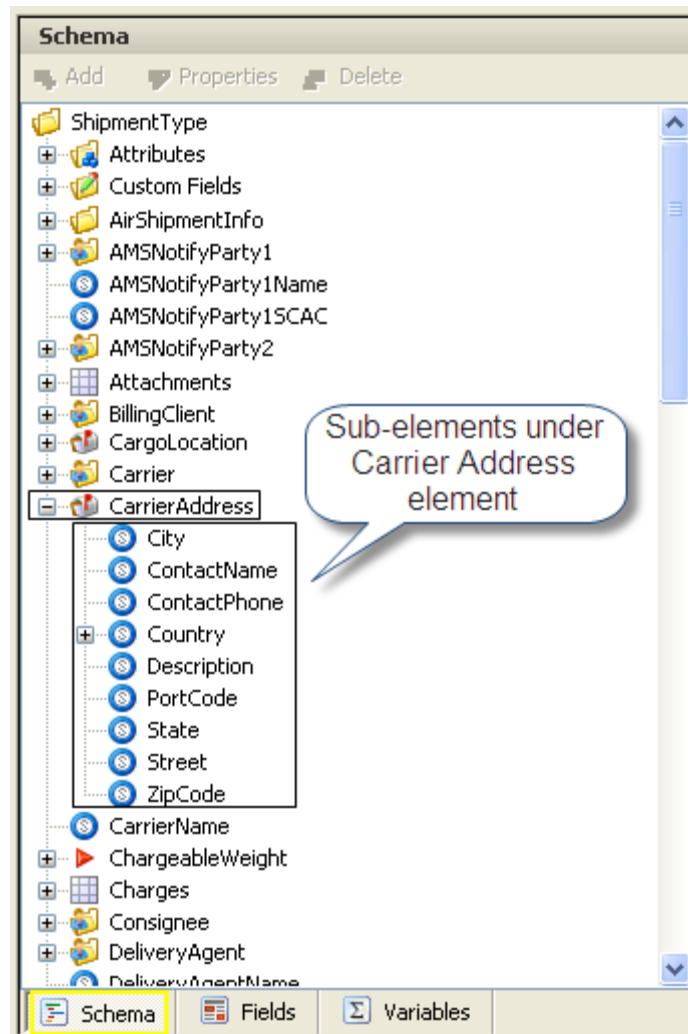 Schema
Add Properties Delete
ShipmentType
Attributes
Custom Fields
AirShipmentInfo
AMSNotifyParty1
AMSNotifyParty1Name
AMSNotifyParty1SCAC
AMSNotifyParty2
Attachments
BillingClient
CargoLocation
Carrier
CarrierAddress
City
ContactName
ContactPhone
Country
Description
PortCode
State
Street
ZipCode
Sub-elements under
Carrier Address
element
CarrierName
ChargeableWeight
Charges
Consignee
DeliveryAgent
DeliveryAgentName
Schema Fields Variables